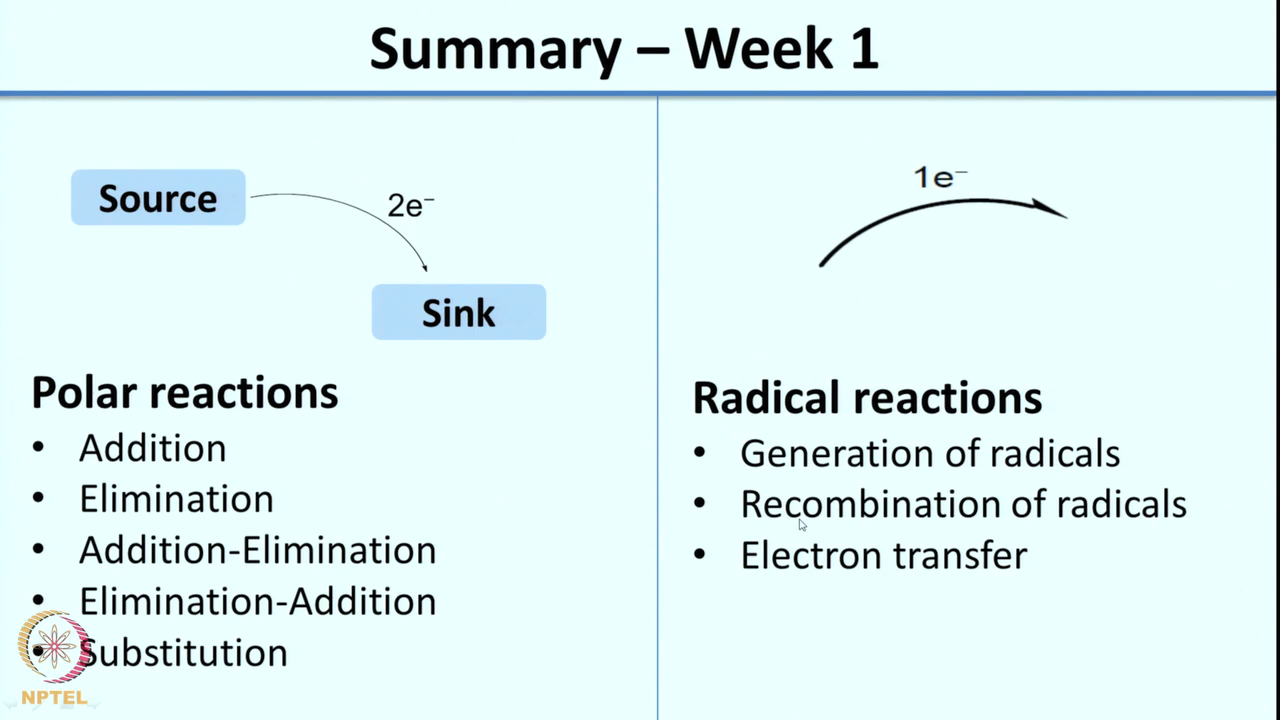 Summary – Week 1
Source
2e⁻
Sink
Polar reactions
• Addition
• Elimination
• Addition-Elimination
• Elimination-Addition
• Substitution
1e⁻
Radical reactions
• Generation of radicals
• Recombination of radicals
• Electron transfer
NPTEL